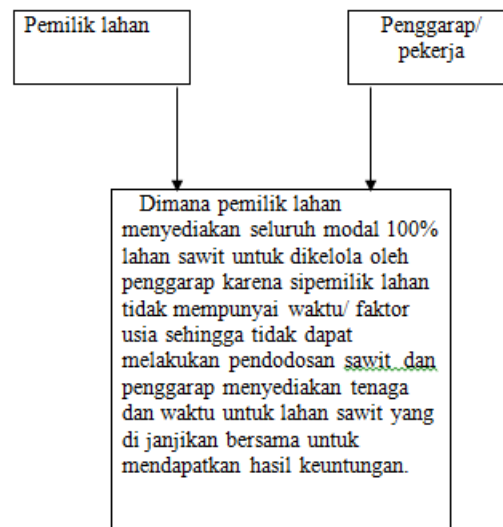 Pemilik lahan
Penggarap/
pekerja
Dimana pemilik lahan
menyediakan seluruh modal 100%
lahan sawit untuk dikelola oleh
penggarap karena sipemilik lahan
tidak mempunyai waktu/ faktor
usia sehingga tidak dapat
melakukan pendodosan sawit dan
penggarap menyediakan tenaga
dan waktu untuk lahan sawit yang
di janjikan bersama untuk
mendapatkan hasil keuntungan.